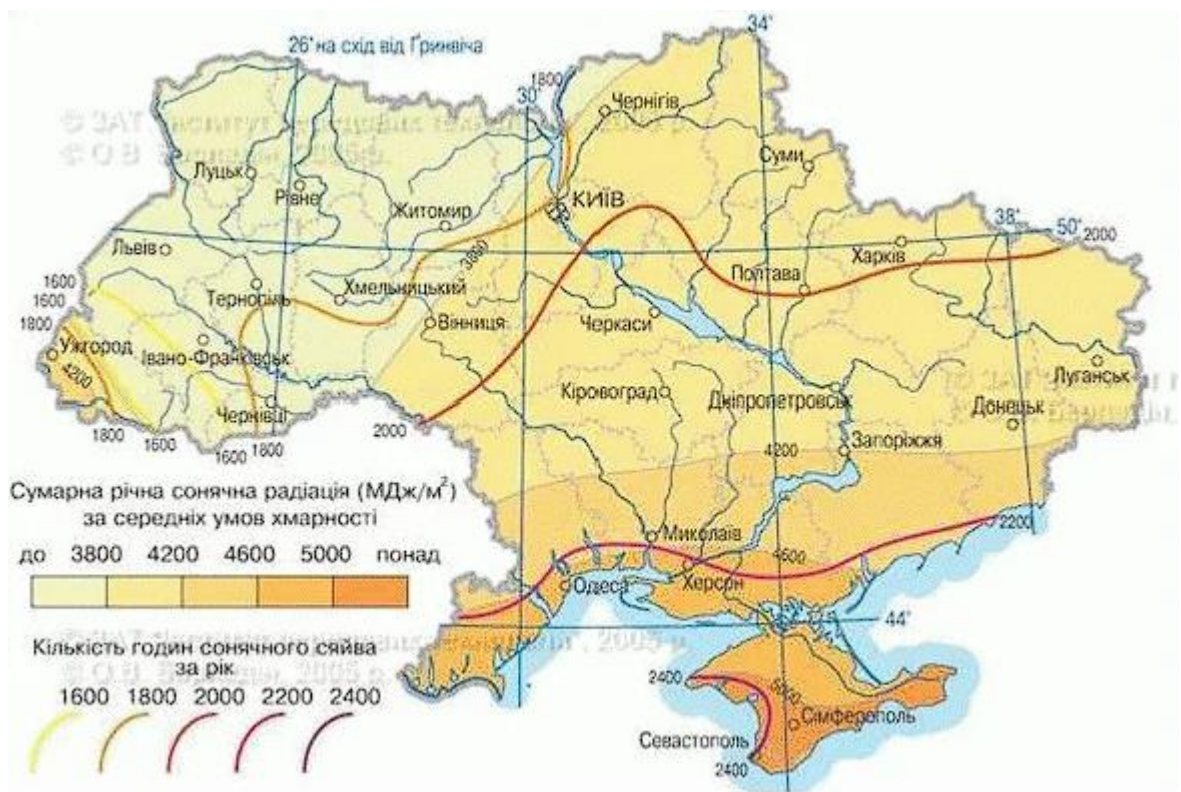 34°
26° на схід від Ґринвіча
1800
30°
Чернігів
Суми
Луцьк
Рівне
КИЇВ
Житомир
38°
50°
2000
Львів
3800
Харків
Полтава
1600
Тернопіль
Хмельницький
1600
Вінниця
Черкаси
1800
Ужгород
Івано-Франківськ
Луганськ
4200
Кіровоград
Дніпропетровськ
Донецьк
Чернівці
2000
1800
1600
1600
1800
4200
Запоріжжя
Сумарна річна сонячна радіація (МДж/м²)
за середніх умов хмарності
до 3800 4200 4600 5000 понад
Миколаїв
2200
4600
Одеса
Херсон
44°
Кількість годин сонячного сяйва
за рік
1600 1800 2000 2200 2400
2400
5000
Сімферополь
Севастополь
2400